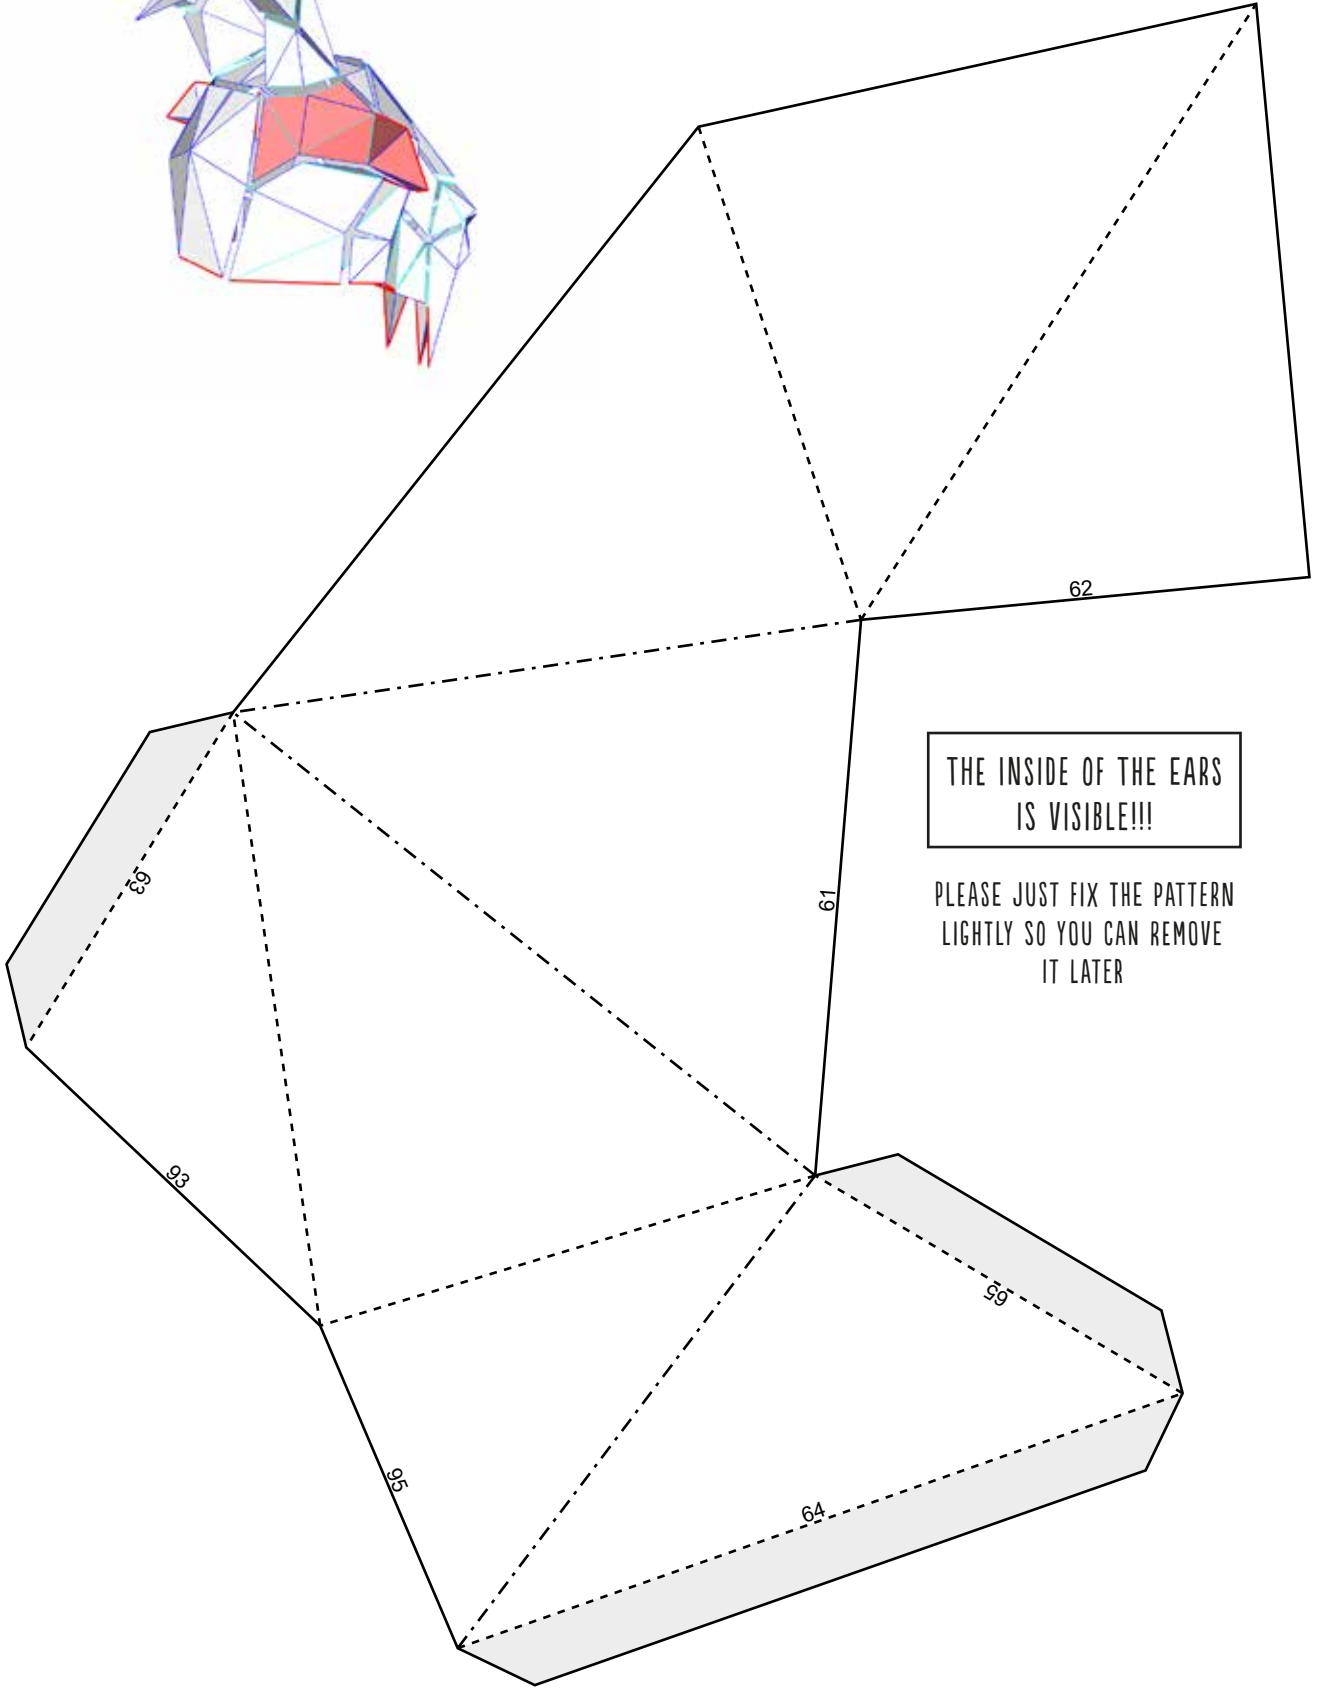 62
THE INSIDE OF THE EARS
IS VISIBLE!!!
63
61
PLEASE JUST FIX THE PATTERN
LIGHTLY SO YOU CAN REMOVE
IT LATER
93
65
95
64